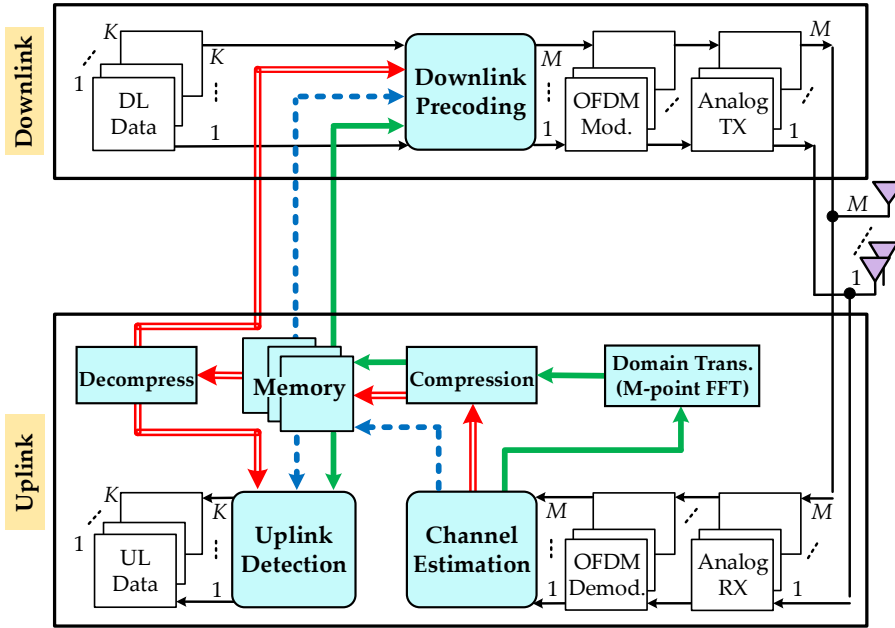 Downlink
K
K
1
DL
Data
1
Downlink
Precoding
M
1
OFDM
Mod.
Analog
TX
M
1
M
1
Uplink
Decompress
Memory
Compression
Domain Trans.
(M-point FFT)
K
K
1
UL
Data
1
Uplink
Detection
Channel
Estimation
M
1
OFDM
Demod.
Analog
RX
M
1